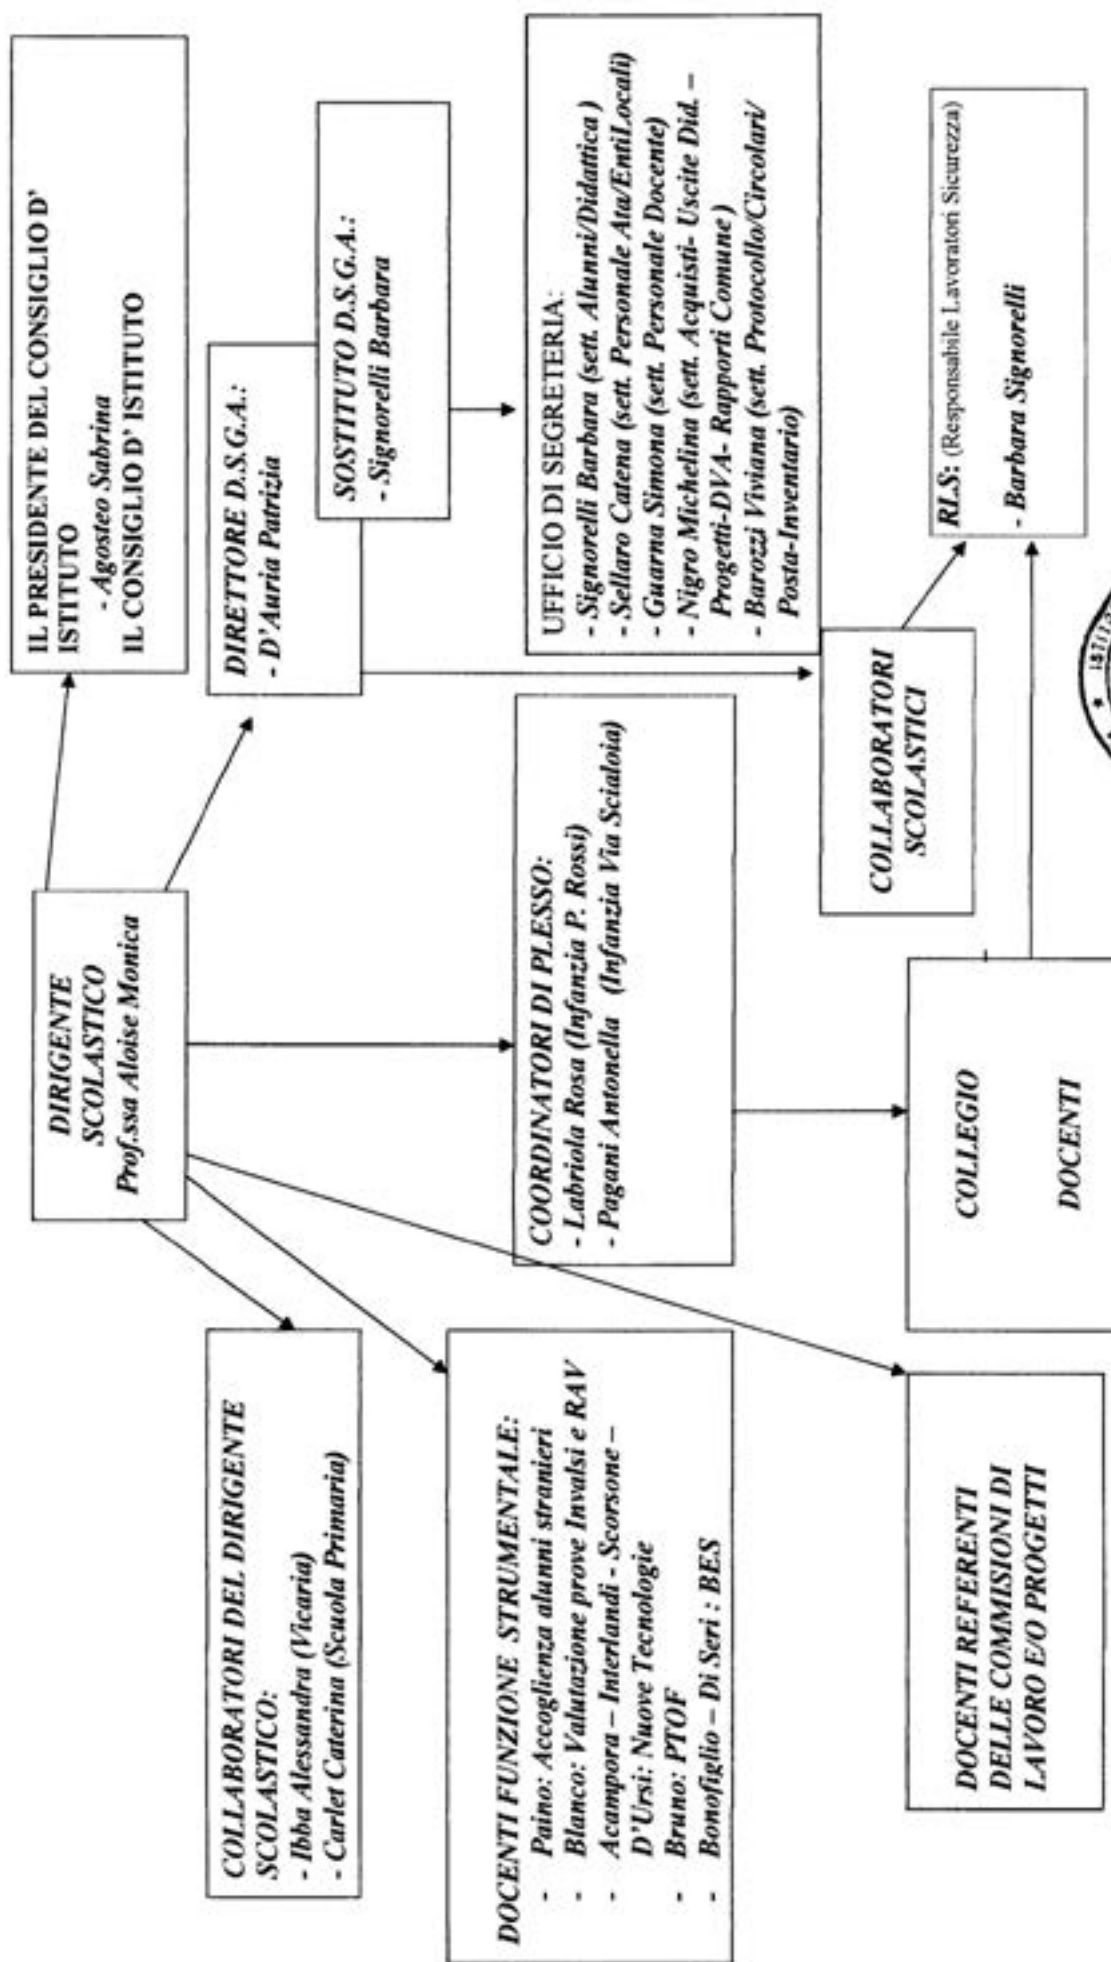 IL PRESIDENTE DEL CONSIGLIO D'
ISTITUTO
- Agosteo Sabrina
IL CONSIGLIO D' ISTITUTO
DIRIGENTE
SCOLASTICO
Prof.ssa Aloise Monica
COLLABORATORI DEL DIRIGENTE
SCOLASTICO:
- Ibba Alessandra (Vicaria)
- Carlet Caterina (Scuola Primaria)
DIRETTORE D.S.G.A.:
- D'Auria Patrizia
SOSTITUTO D.S.G.A.:
- Signorelli Barbara
DOCENTI FUNZIONE STRUMENTALE:
- Paino: Accoglienza alunni stranieri
- Blanco: Valutazione prove Invalsi e RAV
- Acampora – Interlandi - Scorsone –
D'Ursi: Nuove Tecnologie
- Bruno: PTOF
- Bonofiglio – Di Seri : BES
COORDINATORI DI PLESSO:
- Labriola Rosa (Infanzia P. Rossi)
- Pagani Antonella (Infanzia Via Scialoia)
UFFICIO DI SEGRETERIA:
- Signorelli Barbara (sett. Alunni/Didattica )
- Sellaro Catena (sett. Personale Ata/EntiLocali)
- Guarna Simona (sett. Personale Docente)
- Nigro Michelina (sett. Acquisti- Uscite Did. –
Progetti-DVA- Rapporti Comune )
- Barozzi Viviana (sett. Protocollo/Circolari/
Posta-Inventario)
COLLABORATORI
SCOLASTICI
DOCENTI REFERENTI
DELLE COMMISIONI DI
LAVORO E/O PROGETTI
COLLEGIO
DOCENTI
RLS: (Responsabile Lavoratori Sicurezza)
- Barbara Signorelli